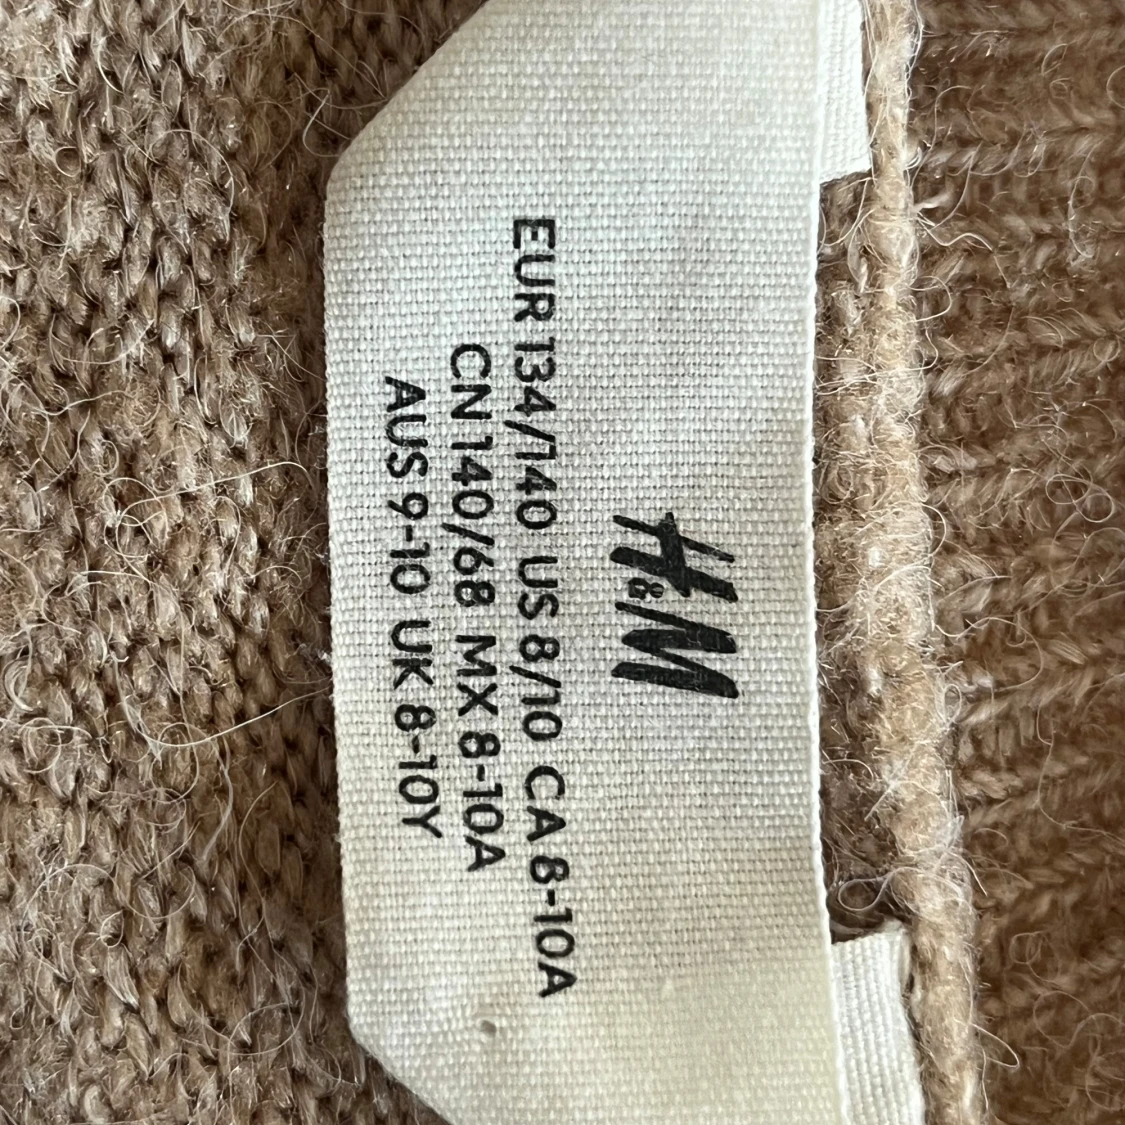 H&M
EUR 134/140 US 8/10 CA 8-10A
CN 140/68 MX 8-10A
AUS 9-10 UK 8-10Y